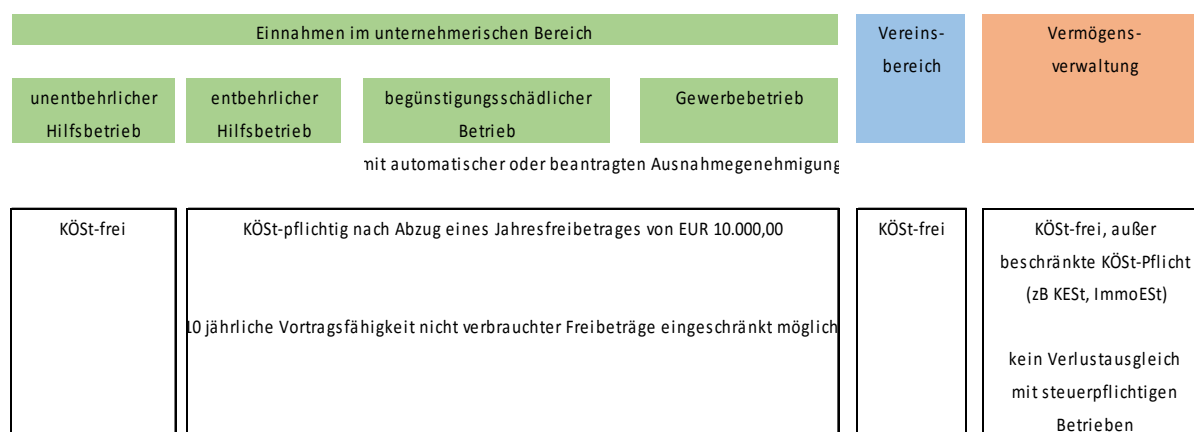 Einnahmen im unternehmerischen Bereich
Vereins-
bereich
Vermögens-
verwaltung
unentbehrlicher
Hilfsbetrieb
entbehrlicher
Hilfsbetrieb
begünstigungsschädlicher
Betrieb
Gewerbebetrieb
mit automatischer oder beantragten Ausnahmegenehmigung
KÖSt-frei
KÖSt-pflichtig nach Abzug eines Jahresfreibetrages von EUR 10.000,00
10 jährliche Vortragsfähigkeit nicht verbrauchter Freibeträge eingeschränkt möglich
KÖSt-frei
KÖSt-frei, außer
beschränkte KÖSt-Pflicht
(zB KESt, ImmoESt)
kein Verlustausgleich
mit steuerpflichtigen
Betrieben